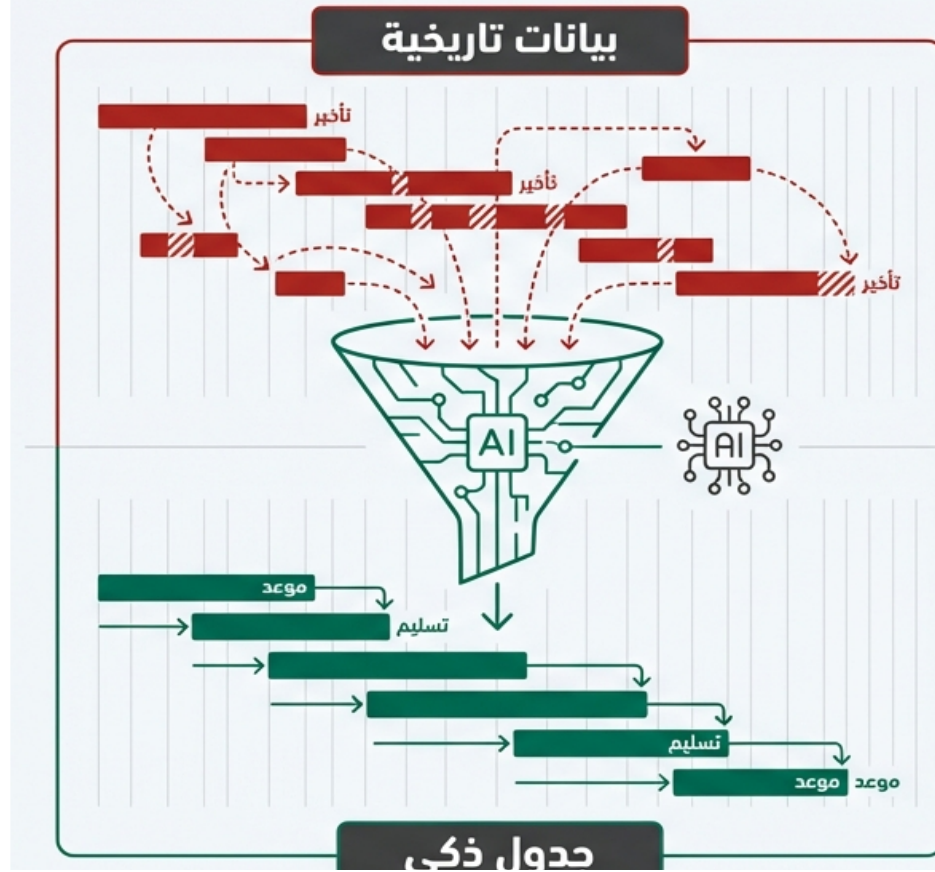 بيانات تاريخية
تأخير
تأخير
تأخير
AI
AI
موعد
تسليم
تسليم
موعد موعد
جدول ذكي